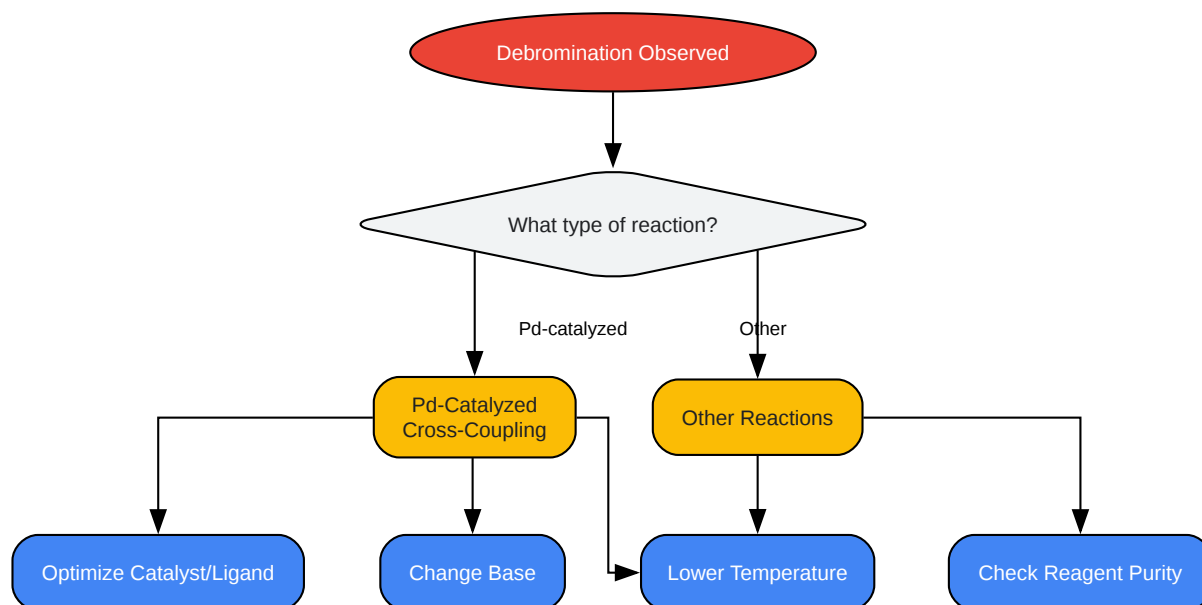 Debromination Observed
What type of reaction?
Pd-catalyzed
Other
Pd-Catalyzed
Cross-Coupling
Other Reactions
Optimize Catalyst/Ligand
Change Base
Lower Temperature
Check Reagent Purity